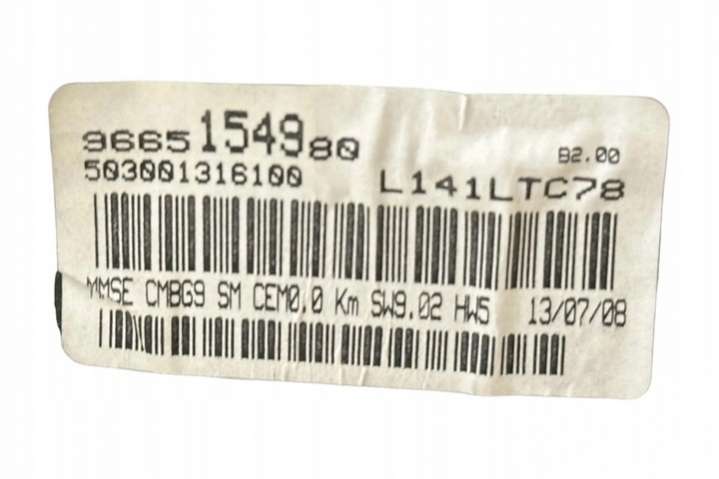 9665154980 B2.00
503001316100 L141LTC78
MMSE CMBG9 SM CEM0.0 Km SW9.02 HW5 13/07/08